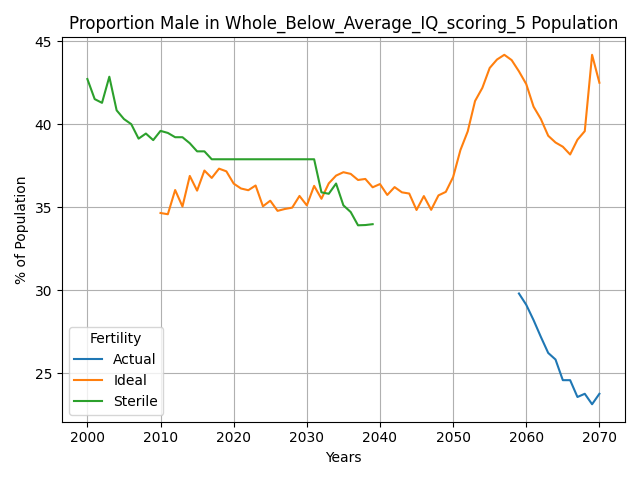 Proportion Male in Whole_Below_Average_IQ_scoring_5 Population
% of Population
45
40
35
30
25
Fertility
Actual
Ideal
Sterile
2000 2010 2020 2030 2040 2050 2060 2070
Years